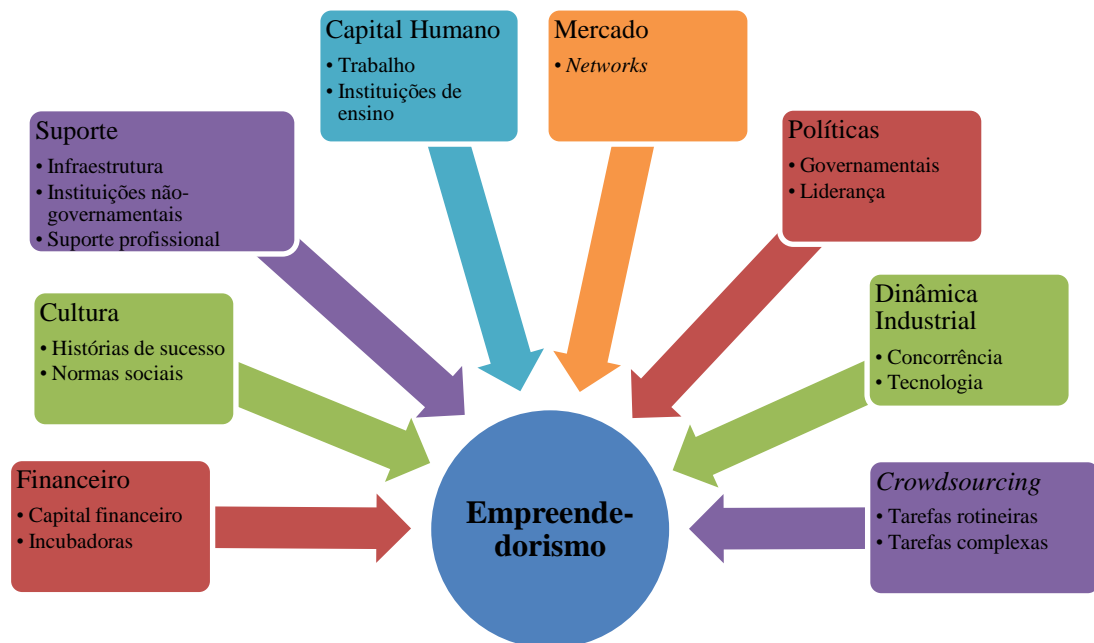 Capital Humano
• Trabalho
• Instituições de
ensino
Mercado
• Networks
Suporte
• Infraestrutura
• Instituições não-
governamentais
• Suporte profissional
Políticas
• Governamentais
• Liderança
Cultura
• Histórias de sucesso
• Normas sociais
Dinâmica
Industrial
• Concorrência
• Tecnologia
Financeiro
• Capital financeiro
• Incubadoras
Empreende-
dorismo
Crowdsourcing
• Tarefas rotineiras
• Tarefas complexas